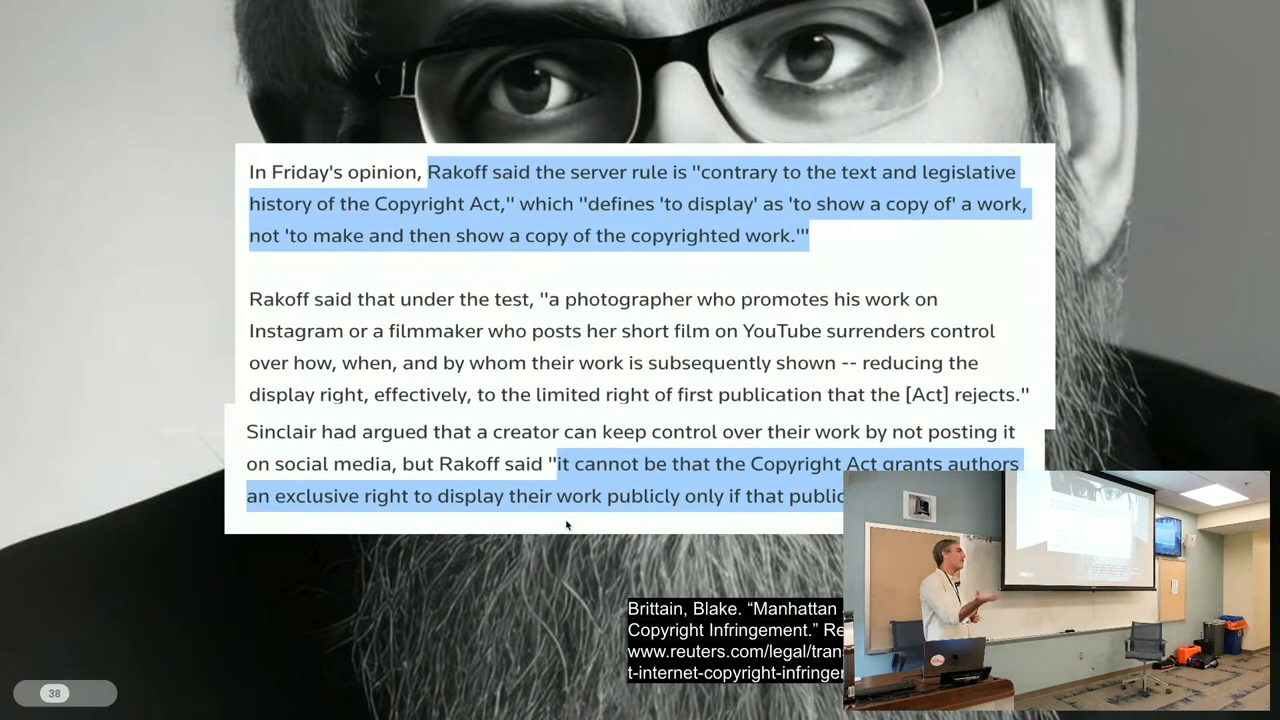 In Friday's opinion, Rakoff said the server rule is "contrary to the text and legislative
history of the Copyright Act," which "defines 'to display' as 'to show a copy of' a work,
not 'to make and then show a copy of the copyrighted work.'"
Rakoff said that under the test, "a photographer who promotes his work on
Instagram or a filmmaker who posts her short film on YouTube surrenders control
over how, when, and by whom their work is subsequently shown -- reducing the
display right, effectively, to the limited right of first publication that the [Act] rejects."
Sinclair had argued that a creator can keep control over their work by not posting it
on social media, but Rakoff said "it cannot be that the Copyright Act grants authors
an exclusive right to display their work publicly only if that public
Brittain, Blake. “Manhattan
Copyright Infringement.” Re
www.reuters.com/legal/tran
t-internet-copyright-infringe
38